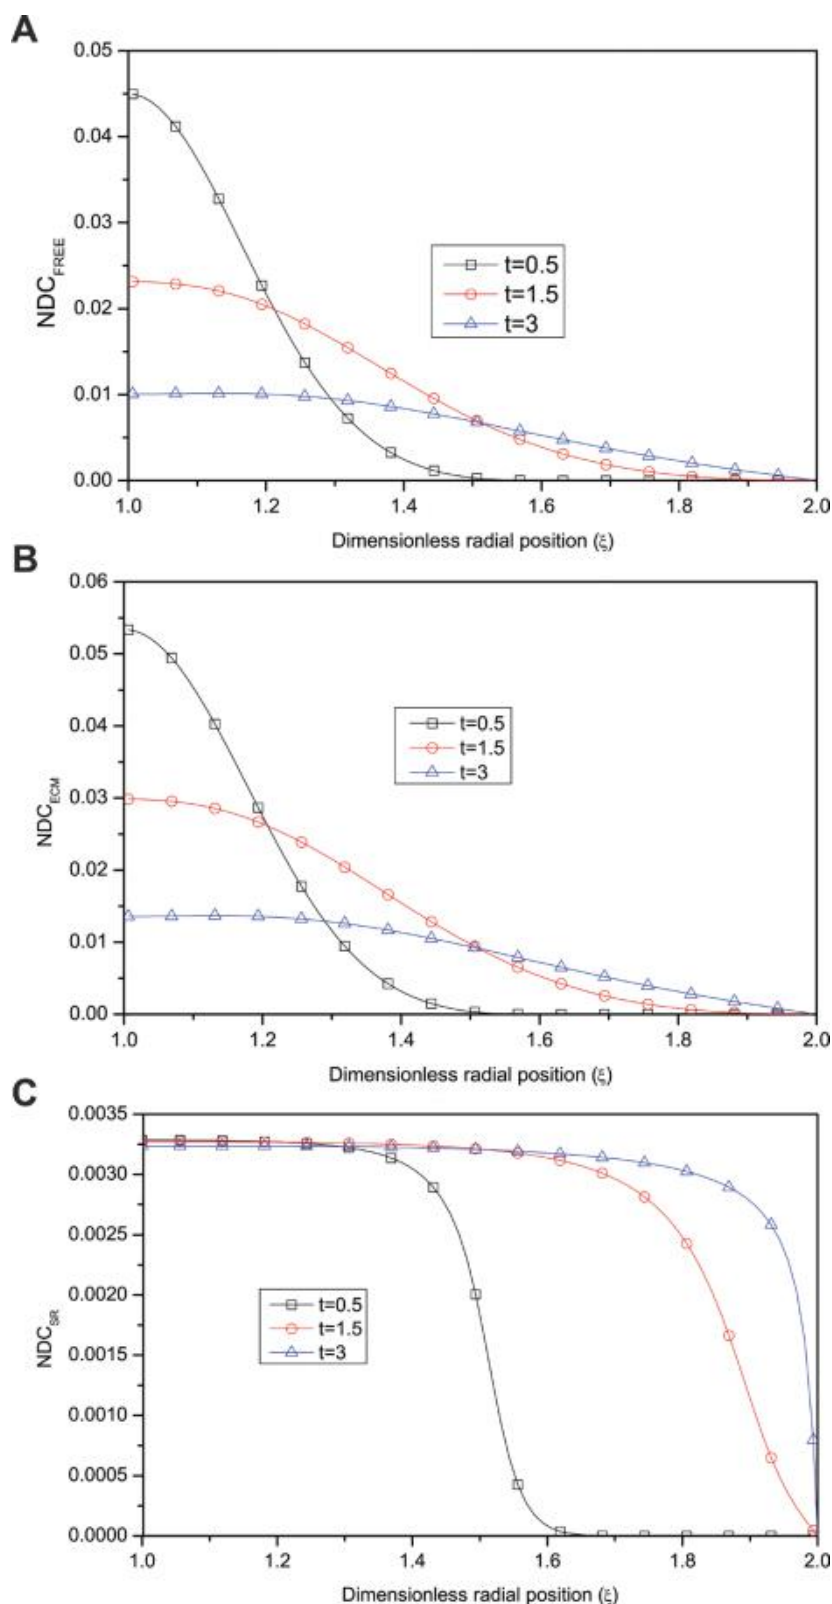 A
0.05
0.04
0.03
0.02
0.01
0.00
NDC_FREE
t=0.5
t=1.5
t=3
1.0 1.2 1.4 1.6 1.8 2.0
Dimensionless radial position (ξ)
B
0.06
0.05
0.04
0.03
0.02
0.01
0.00
NDC_ECM
t=0.5
t=1.5
t=3
1.0 1.2 1.4 1.6 1.8 2.0
Dimensionless radial position (ξ)
C
0.0035
0.0030
0.0025
0.0020
0.0015
0.0010
0.0005
0.0000
NDC_SR
t=0.5
t=1.5
t=3
1.0 1.2 1.4 1.6 1.8 2.0
Dimensionless radial position (ξ)